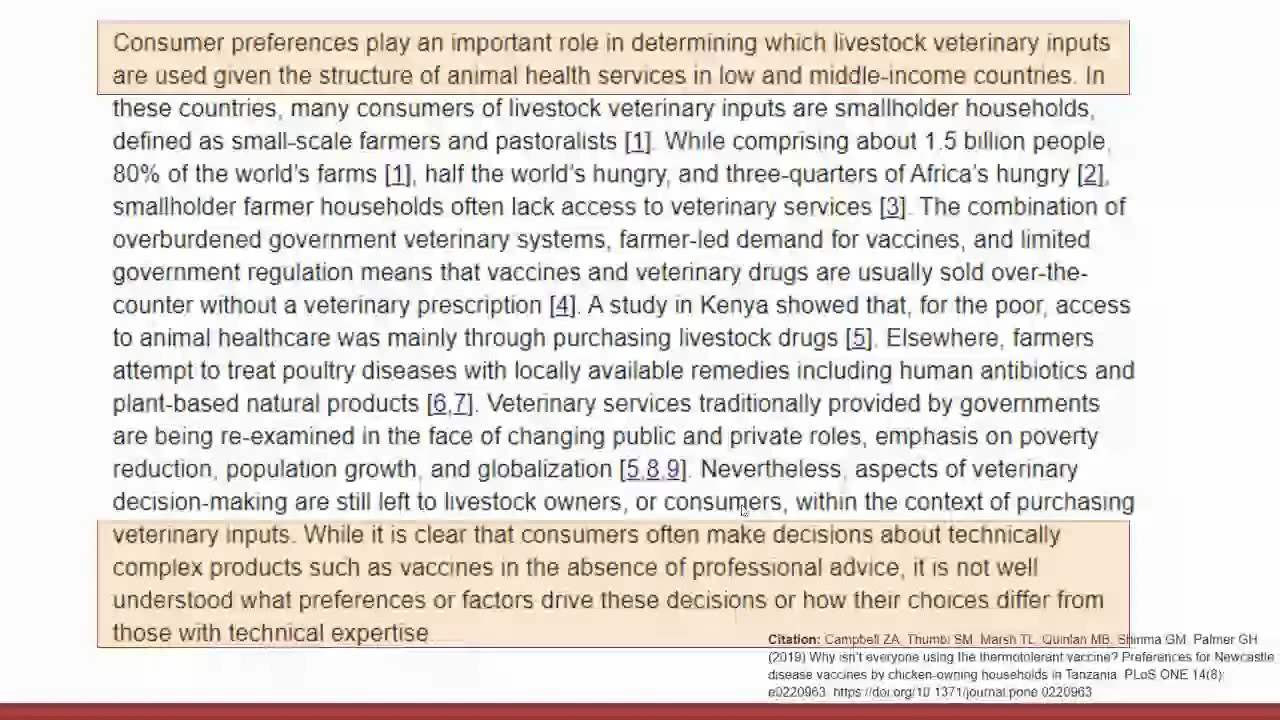 Consumer preferences play an important role in determining which livestock veterinary inputs
are used given the structure of animal health services in low and middle-income countries. In
these countries, many consumers of livestock veterinary inputs are smallholder households,
defined as small-scale farmers and pastoralists [1]. While comprising about 1.5 billion people,
80% of the world's farms [1], half the world's hungry, and three-quarters of Africa's hungry [2],
smallholder farmer households often lack access to veterinary services [3]. The combination of
overburdened government veterinary systems, farmer-led demand for vaccines, and limited
government regulation means that vaccines and veterinary drugs are usually sold over-the-
counter without a veterinary prescription [4]. A study in Kenya showed that, for the poor, access
to animal healthcare was mainly through purchasing livestock drugs [5]. Elsewhere, farmers
attempt to treat poultry diseases with locally available remedies including human antibiotics and
plant-based natural products [6,7]. Veterinary services traditionally provided by governments
are being re-examined in the face of changing public and private roles, emphasis on poverty
reduction, population growth, and globalization [5,8,9]. Nevertheless, aspects of veterinary
decision-making are still left to livestock owners, or consumers, within the context of purchasing
veterinary inputs. While it is clear that consumers often make decisions about technically
complex products such as vaccines in the absence of professional advice, it is not well
understood what preferences or factors drive these decisions or how their choices differ from
those with technical expertise
Citation: Campbell ZA, Thumbi SM, Marsh TL, Quinlan MB, Shirima GM, Palmer GH
(2019) Why isn't everyone using the thermotolerant vaccine? Preferences for Newcastle
disease vaccines by chicken-owning households in Tanzania. PLoS ONE 14(8):
e0220963. https://doi.org/10.1371/journal.pone.0220963